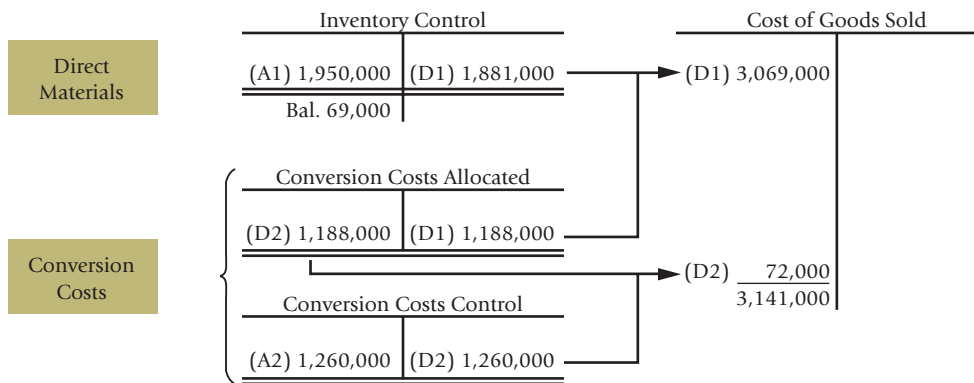 Inventory Control
Cost of Goods Sold
Direct
Materials
(A1) 1,950,000 (D1) 1,881,000
(D1) 3,069,000
Bal. 69,000
Conversion Costs Allocated
(D2) 1,188,000 (D1) 1,188,000
Conversion
Costs
(D2) 72,000
3,141,000
Conversion Costs Control
(A2) 1,260,000 (D2) 1,260,000